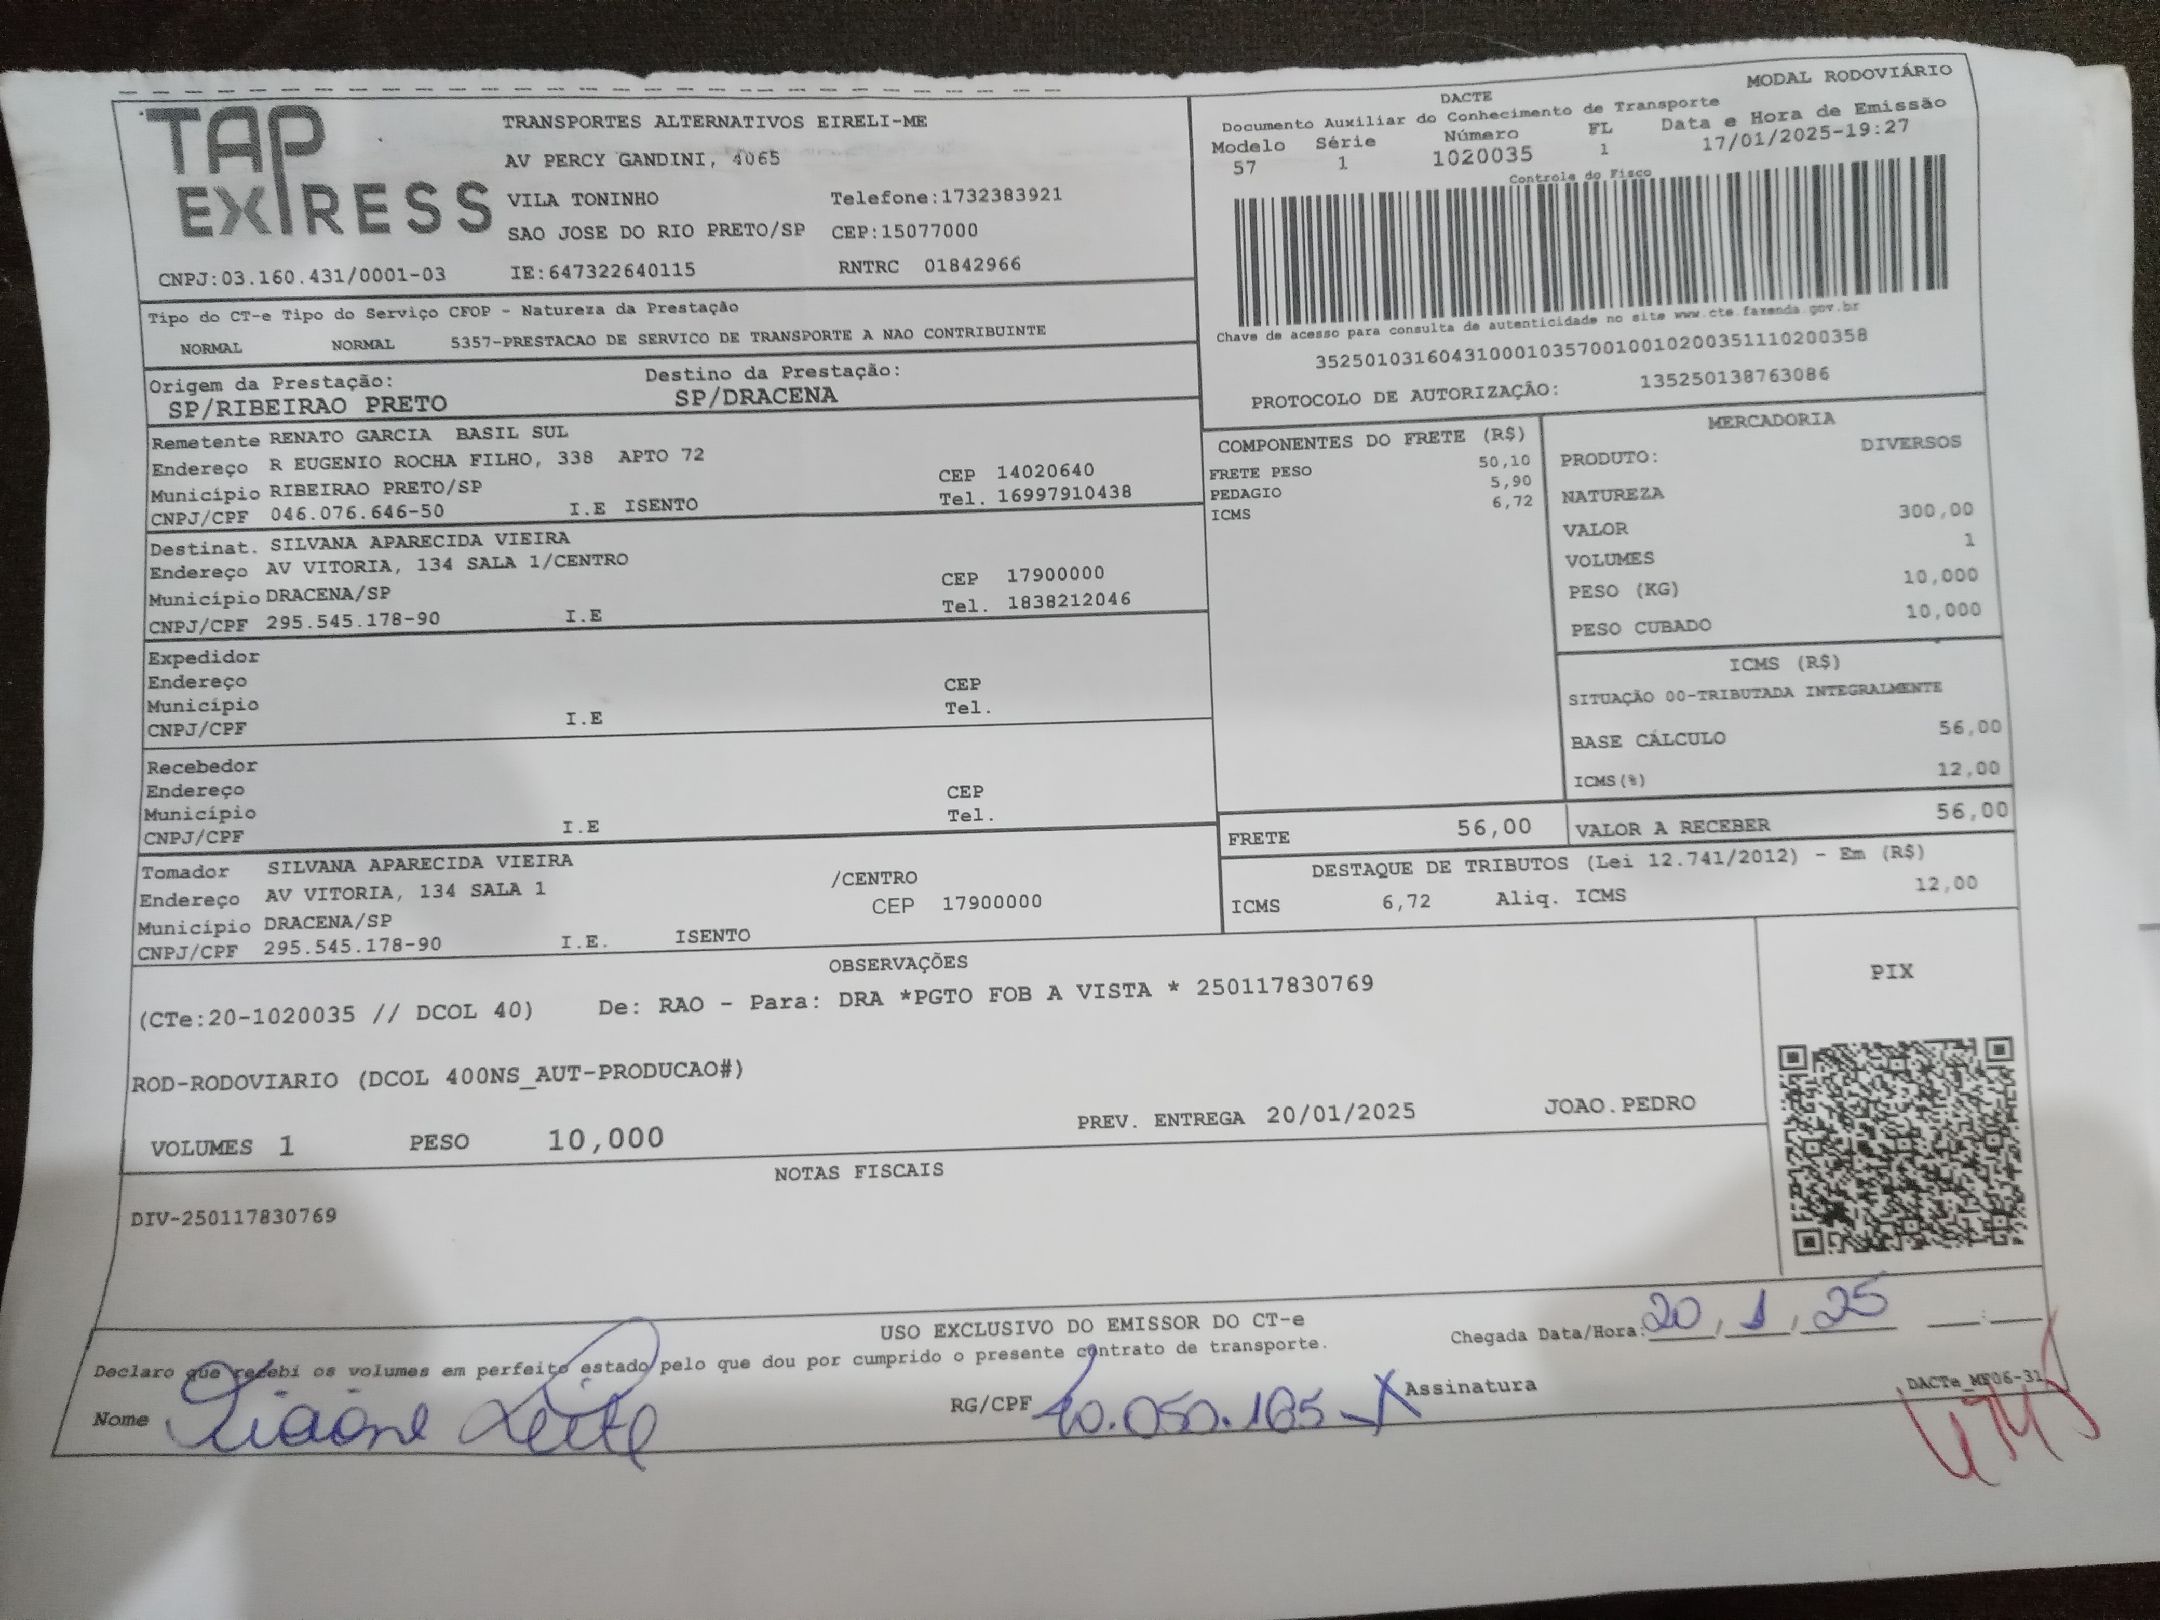 TAP EXPRESS
TRANSPORTES ALTERNATIVOS EIRELI-ME
AV PERCY GANDINI, 4065
VILA TONINHO Telefone:1732383921
SAO JOSE DO RIO PRETO/SP CEP:15077000
CNPJ:03.160.431/0001-03 IE:647322640115 RNTRC 01842966
MODAL RODOVIÁRIO
DACTE
Documento Auxiliar do Conhecimento de Transporte
Modelo Série Número FL Data e Hora de Emissão
57 1 1020035 1 17/01/2025-19:27
Controle do Fisco
Chave de acesso para consulta de autenticidade no site www.cte.fazenda.gov.br
35250103160431000103570010010200351110200358
PROTOCOLO DE AUTORIZAÇÃO: 135250138763086
Tipo do CT-e Tipo do Serviço CFOP - Natureza da Prestação
NORMAL NORMAL 5357-PRESTACAO DE SERVICO DE TRANSPORTE A NAO CONTRIBUINTE
Origem da Prestação: Destino da Prestação:
SP/RIBEIRAO PRETO SP/DRACENA
Remetente RENATO GARCIA BASIL SUL
Endereço R EUGENIO ROCHA FILHO, 338 APTO 72 CEP 14020640
Município RIBEIRAO PRETO/SP Tel. 16997910438
CNPJ/CPF 046.076.646-50 I.E ISENTO
Destinat. SILVANA APARECIDA VIEIRA
Endereço AV VITORIA, 134 SALA 1/CENTRO CEP 17900000
Município DRACENA/SP Tel. 1838212046
CNPJ/CPF 295.545.178-90 I.E
Expedidor
Endereço CEP
Município Tel.
CNPJ/CPF I.E
Recebedor
Endereço CEP
Município Tel.
CNPJ/CPF I.E
Tomador SILVANA APARECIDA VIEIRA /CENTRO
Endereço AV VITORIA, 134 SALA 1 CEP 17900000
Município DRACENA/SP
CNPJ/CPF 295.545.178-90 I.E. ISENTO
COMPONENTES DO FRETE (R$)
FRETE PESO 50,10
PEDAGIO 5,90
ICMS 6,72
MERCADORIA
PRODUTO: DIVERSOS
NATUREZA
VALOR 300,00
VOLUMES 1
PESO (KG) 10,000
PESO CUBADO 10,000
ICMS (R$)
SITUAÇÃO 00-TRIBUTADA INTEGRALMENTE
BASE CÁLCULO 56,00
ICMS(%) 12,00
FRETE 56,00 VALOR A RECEBER 56,00
DESTAQUE DE TRIBUTOS (Lei 12.741/2012) - Em (R$)
ICMS 6,72 Aliq. ICMS 12,00
OBSERVAÇÕES
(CTe:20-1020035 // DCOL 40) De: RAO - Para: DRA *PGTO FOB A VISTA * 250117830769
ROD-RODOVIARIO (DCOL 400NS_AUT-PRODUCAO#)
VOLUMES 1 PESO 10,000 PREV. ENTREGA 20/01/2025 JOAO.PEDRO
PIX
NOTAS FISCAIS
DIV-250117830769
USO EXCLUSIVO DO EMISSOR DO CT-e
Declaro que recebi os volumes em perfeito estado pelo que dou por cumprido o presente contrato de transporte.
Chegada Data/Hora: 20, 1, 25 :
Nome Leite RG/CPF 40.050.165-X Assinatura
DACTe_MF06-31